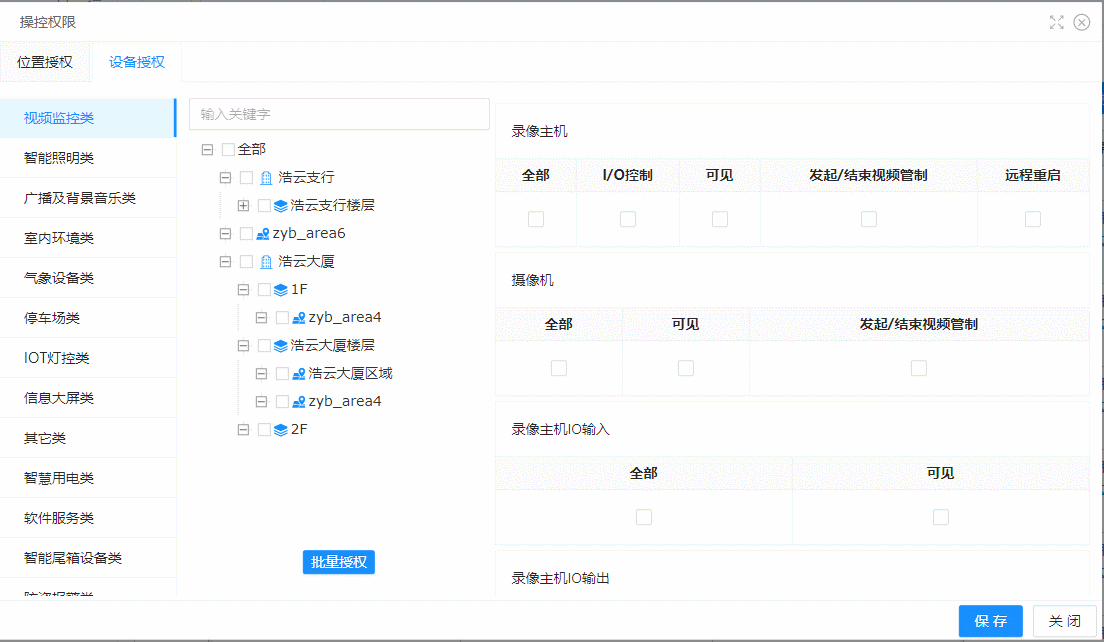 操控权限
位置授权 设备授权
视频监控类
智能照明类
广播及背景音乐类
室内环境类
气象设备类
停车场类
IOT灯控类
信息大屏类
其它类
智慧用电类
软件服务类
智能尾箱设备类
输入关键字
全部
浩云支行
浩云支行楼层
zyb_area6
浩云大厦
1F
zyb_area4
浩云大厦楼层
浩云大厦区域
zyb_area4
2F
批量授权
录像主机
全部 I/O控制 可见 发起/结束视频管制 远程重启
摄像机
全部 可见 发起/结束视频管制
录像主机IO输入
全部 可见
录像主机IO输出
保存 关闭